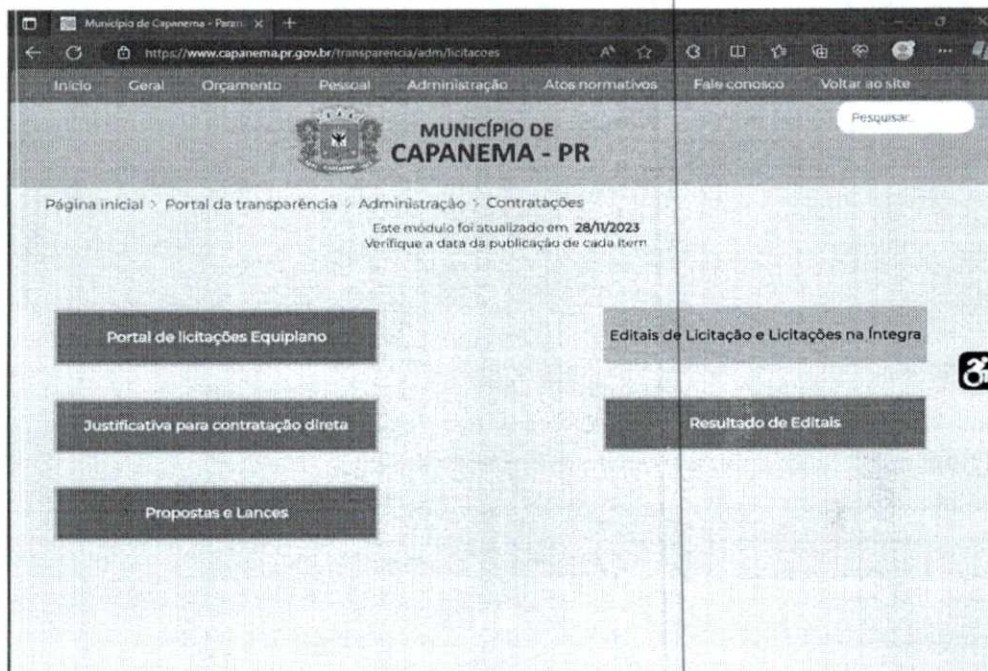 Município de Capanema - Paran
https://www.capanema.pr.gov.br/transparencia/adm/licitacoes
Início Geral Orçamento Pessoal Administração Atos normativos Fale conosco Voltar ao site
MUNICÍPIO DE
CAPANEMA - PR
Pesquisar...
Página inicial > Portal da transparência > Administração > Contratações
Este módulo foi atualizado em 28/11/2023
Verifique a data da publicação de cada item
Portal de licitações Equiplano
Editais de Licitação e Licitações na Íntegra
Justificativa para contratação direta
Resultado de Editais
Propostas e Lances